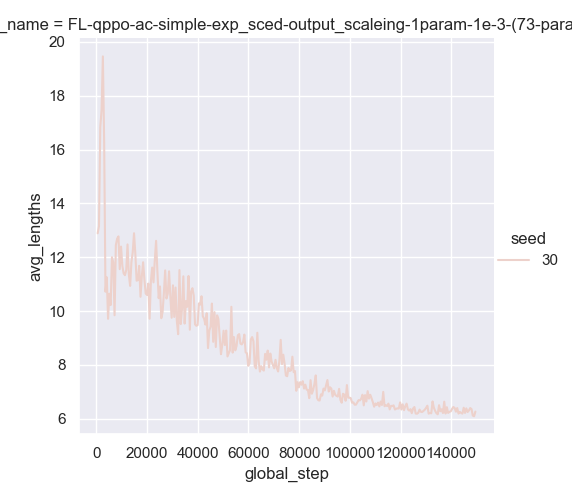 _name = FL-qppo-ac-simple-exp_sced-output_scaleing-1param-1e-3-(73-para
20
18
16
14
12
10
8
6
avg_lengths
0 20000 40000 60000 80000 100000 120000 140000
global_step
seed
30